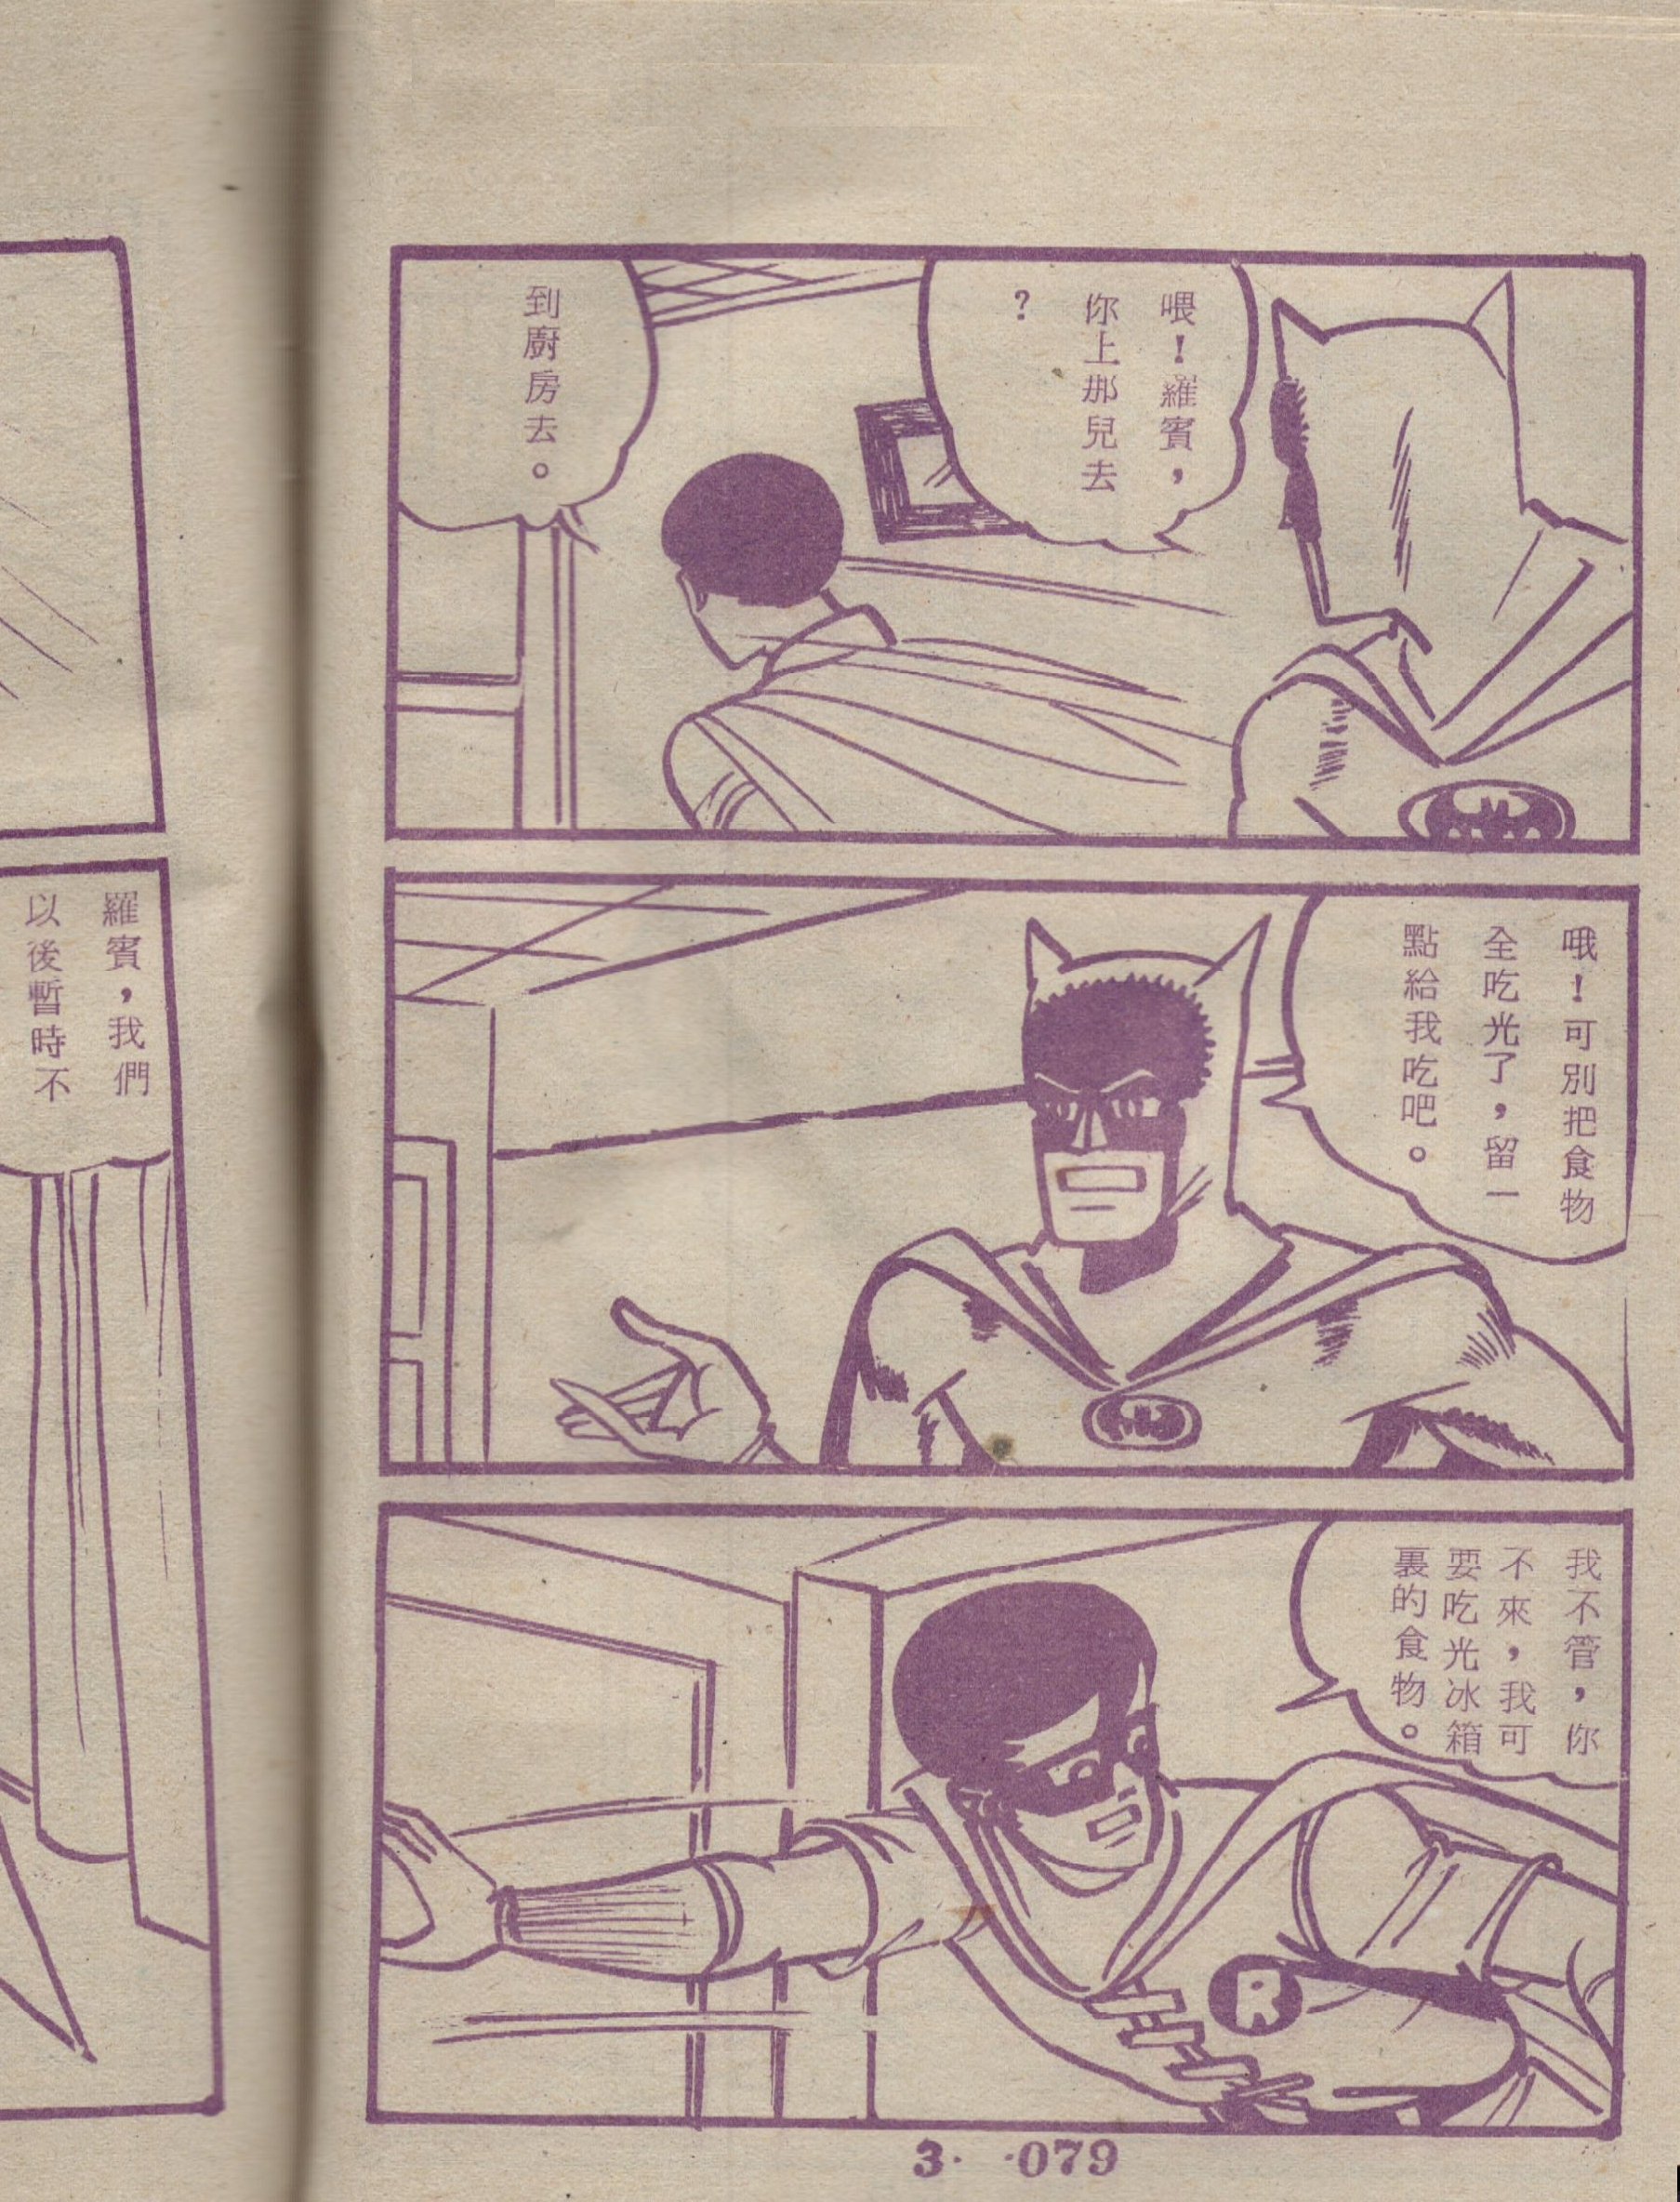 喂！羅賓，
你上那兒去
？
到廚房去。
哦！可別把食物
全吃光了，留一
點給我吃吧。
我不管，你
不來，我可
要吃光冰箱
裏的食物。
R
3．．079
羅賓，我們
以後暫時不